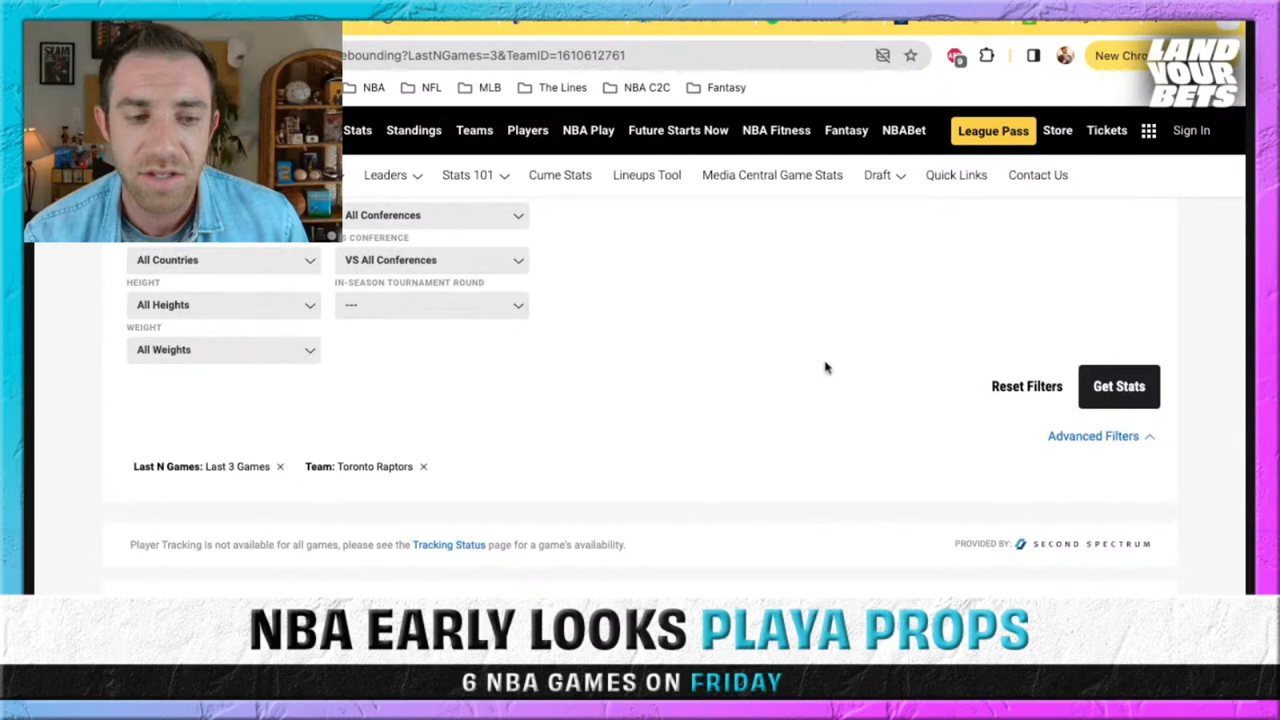 SLAM
ebounding?LastNGames=3&TeamID=1610612761
9
New Chro
LAND
YOUR
BETS
NBA
NFL
MLB
The Lines
NBA C2C
Fantasy
Stats
Standings
Teams
Players
NBA Play
Future Starts Now
NBA Fitness
Fantasy
NBABet
League Pass
Store
Tickets
Sign In
Leaders
Stats 101
Cume Stats
Lineups Tool
Media Central Game Stats
Draft
Quick Links
Contact Us
All Conferences
S CONFERENCE
All Countries
VS All Conferences
HEIGHT
IN-SEASON TOURNAMENT ROUND
All Heights
---
WEIGHT
All Weights
Reset Filters
Get Stats
Advanced Filters
Last N Games: Last 3 Games ×
Team: Toronto Raptors ×
Player Tracking is not available for all games, please see the Tracking Status page for a game's availability.
PROVIDED BY: SECOND SPECTRUM
NBA EARLY LOOKS PLAYA PROPS
6 NBA GAMES ON FRIDAY